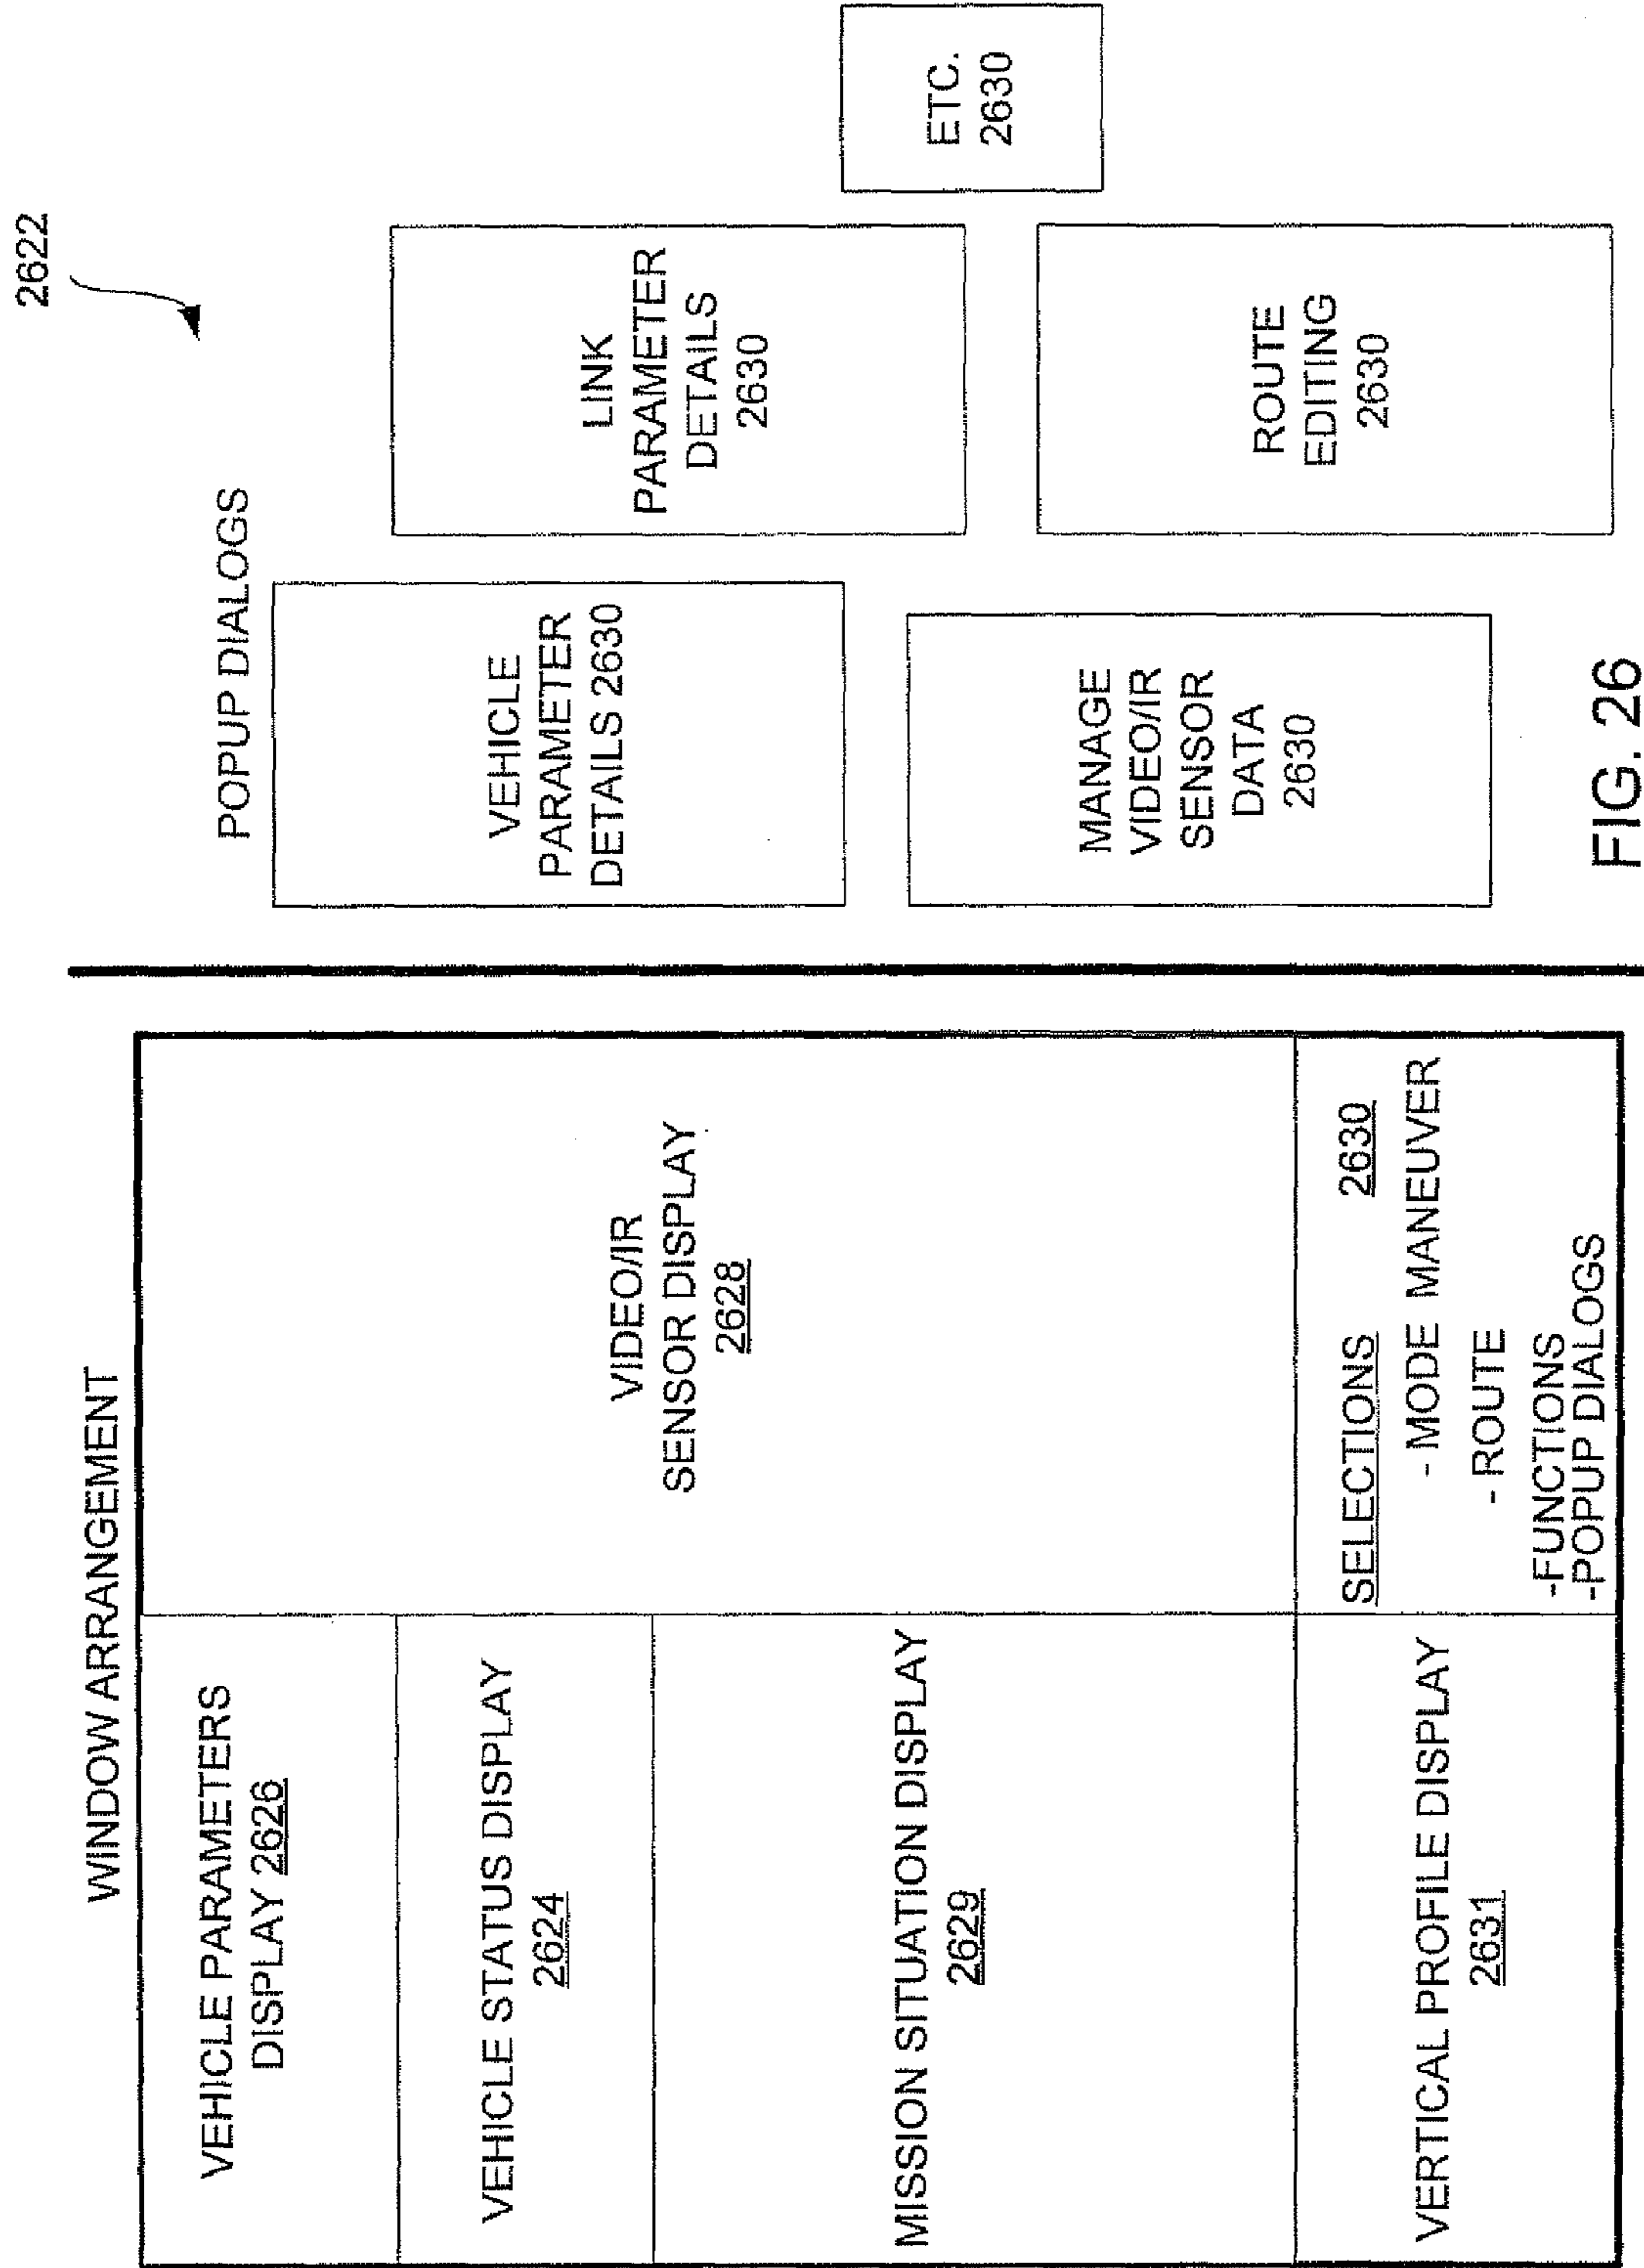 WINDOW ARRANGEMENT
VEHICLE PARAMETERS
DISPLAY 2626
VEHICLE STATUS DISPLAY
2624
MISSION SITUATION DISPLAY
2629
VERTICAL PROFILE DISPLAY
2631
VIDEO/IR
SENSOR DISPLAY
2628
SELECTIONS 2630
- MODE MANEUVER
- ROUTE
-FUNCTIONS
-POPUP DIALOGS
2622
POPUP DIALOGS
VEHICLE
PARAMETER
DETAILS 2630
LINK
PARAMETER
DETAILS
2630
MANAGE
VIDEO/IR
SENSOR
DATA
2630
ROUTE
EDITING
2630
ETC.
2630
FIG. 26